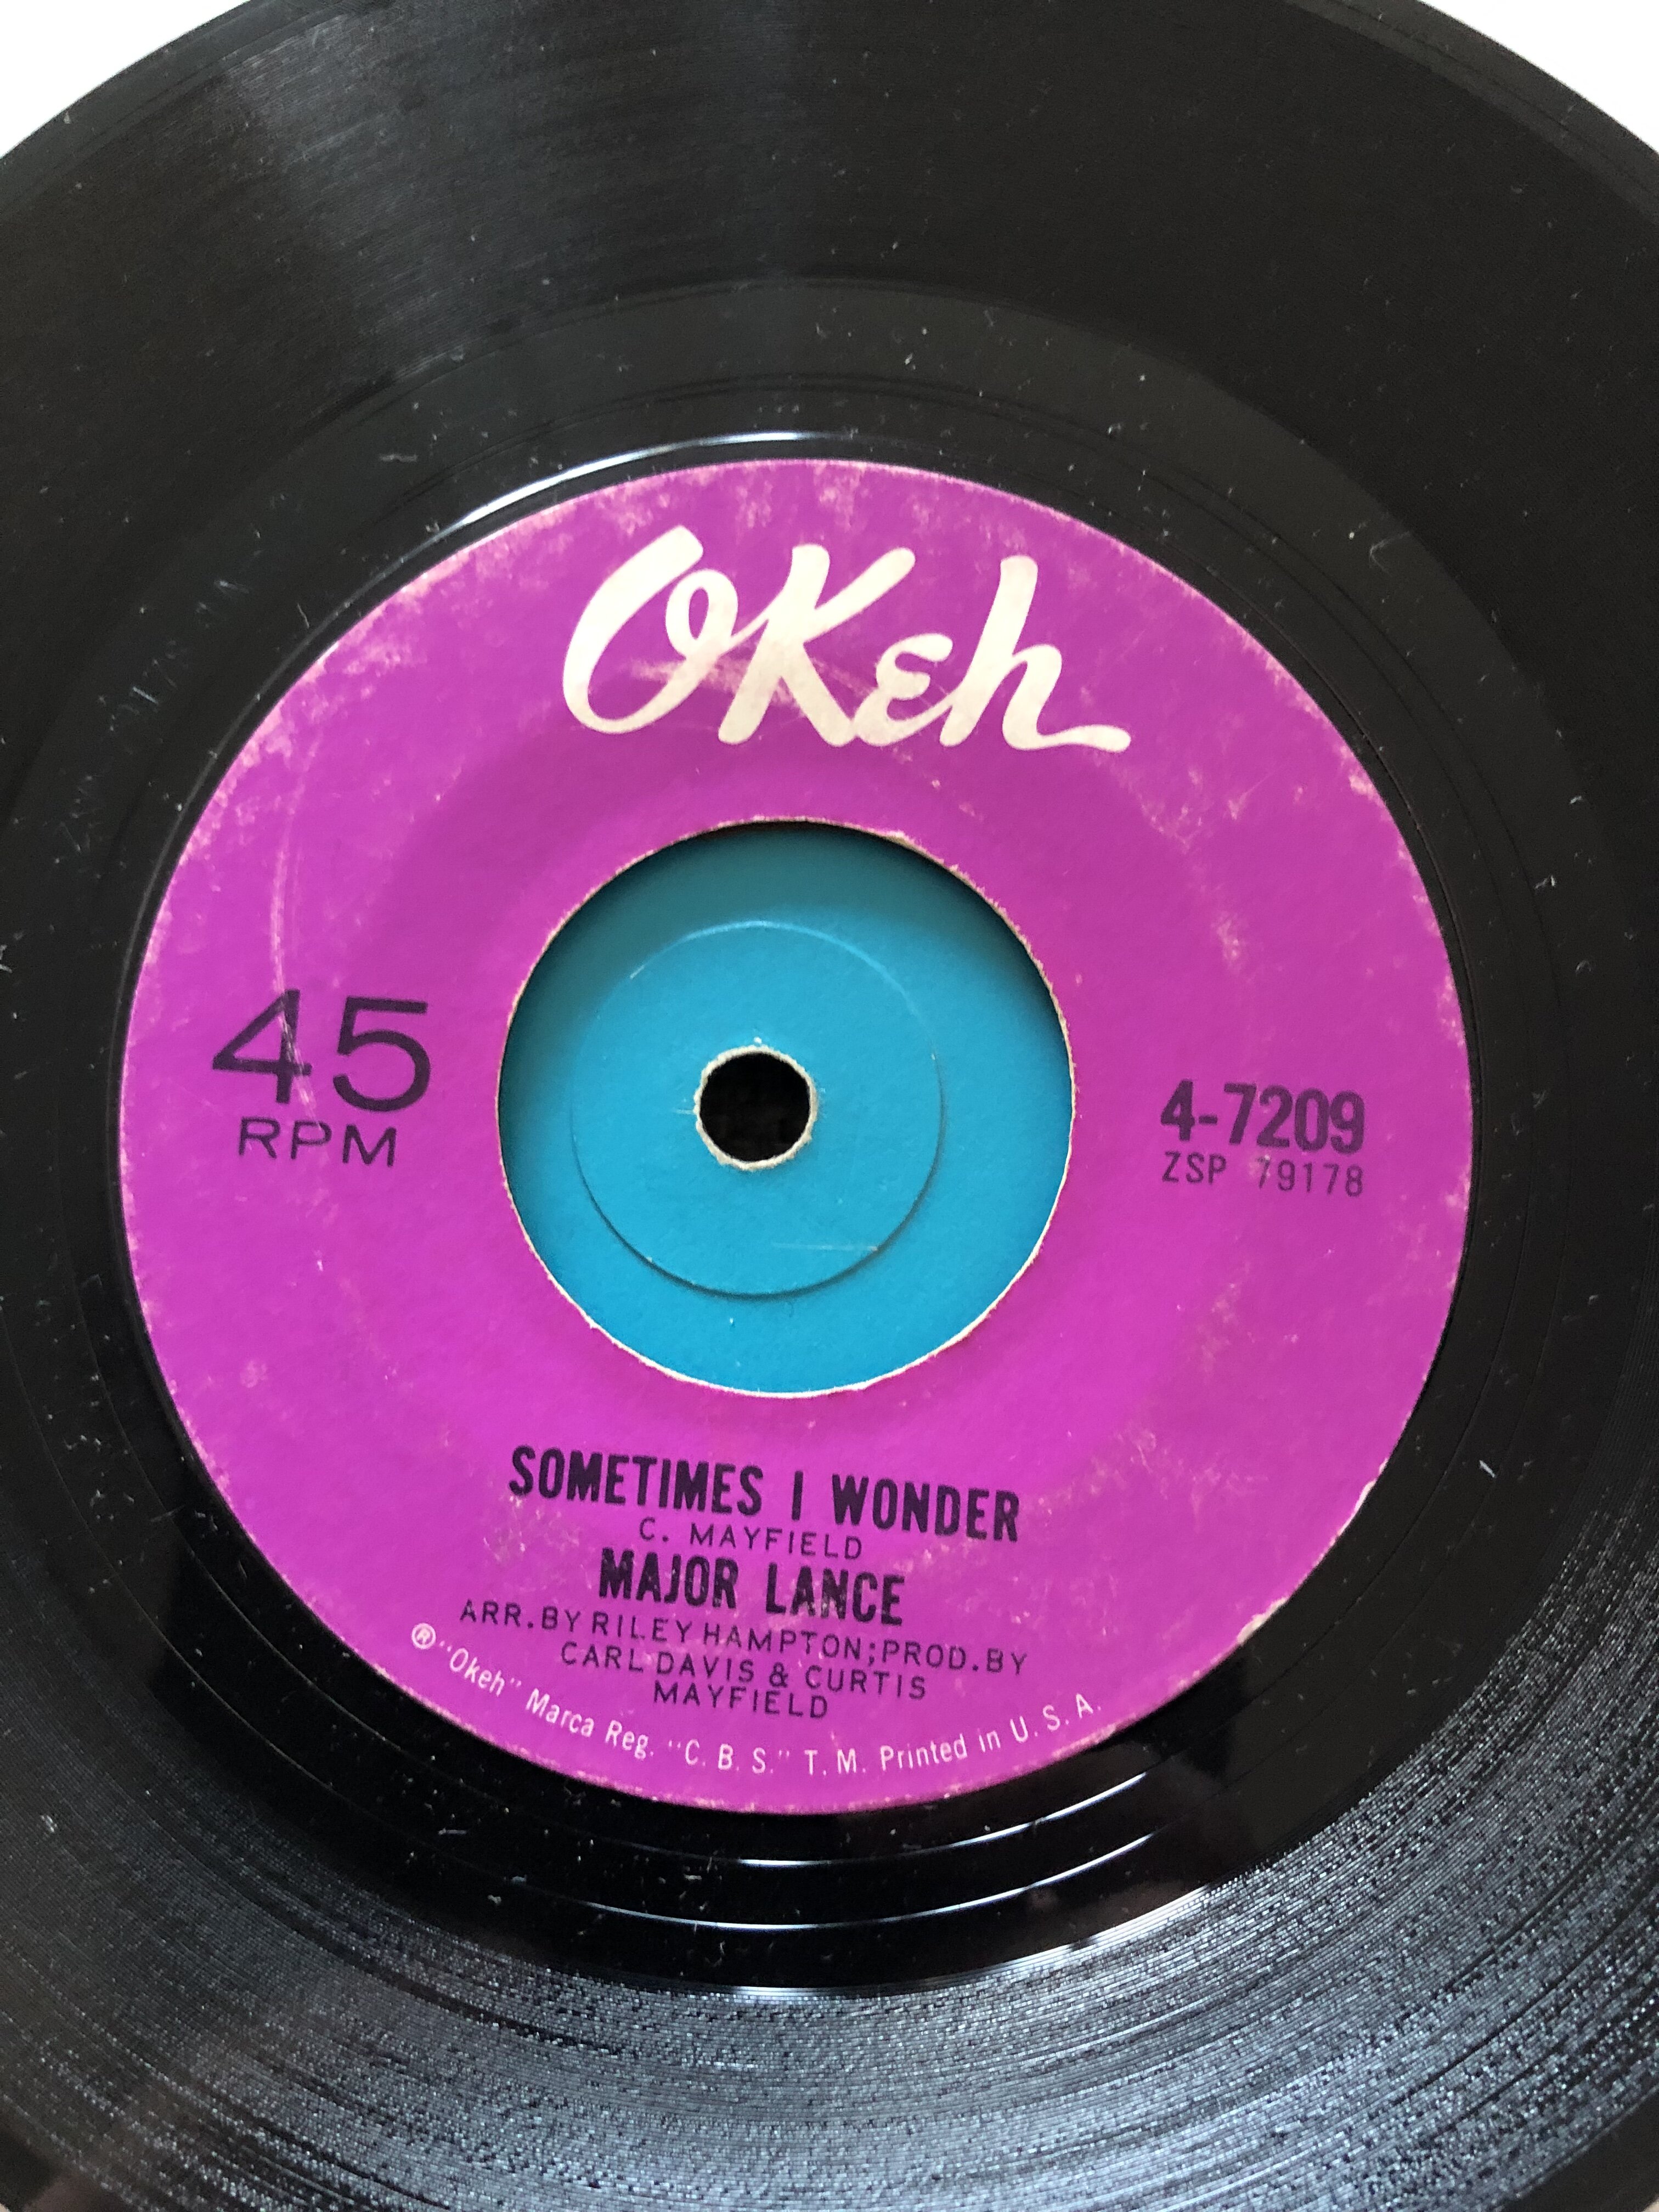 OKeh
45
RPM
4-7209
ZSP 79178
SOMETIMES I WONDER
C. MAYFIELD
MAJOR LANCE
ARR.BY RILEY HAMPTON;PROD.BY
CARL DAVIS & CURTIS
MAYFIELD
® "Okeh" Marca Reg. "C. B. S." T. M. Printed in U. S. A.